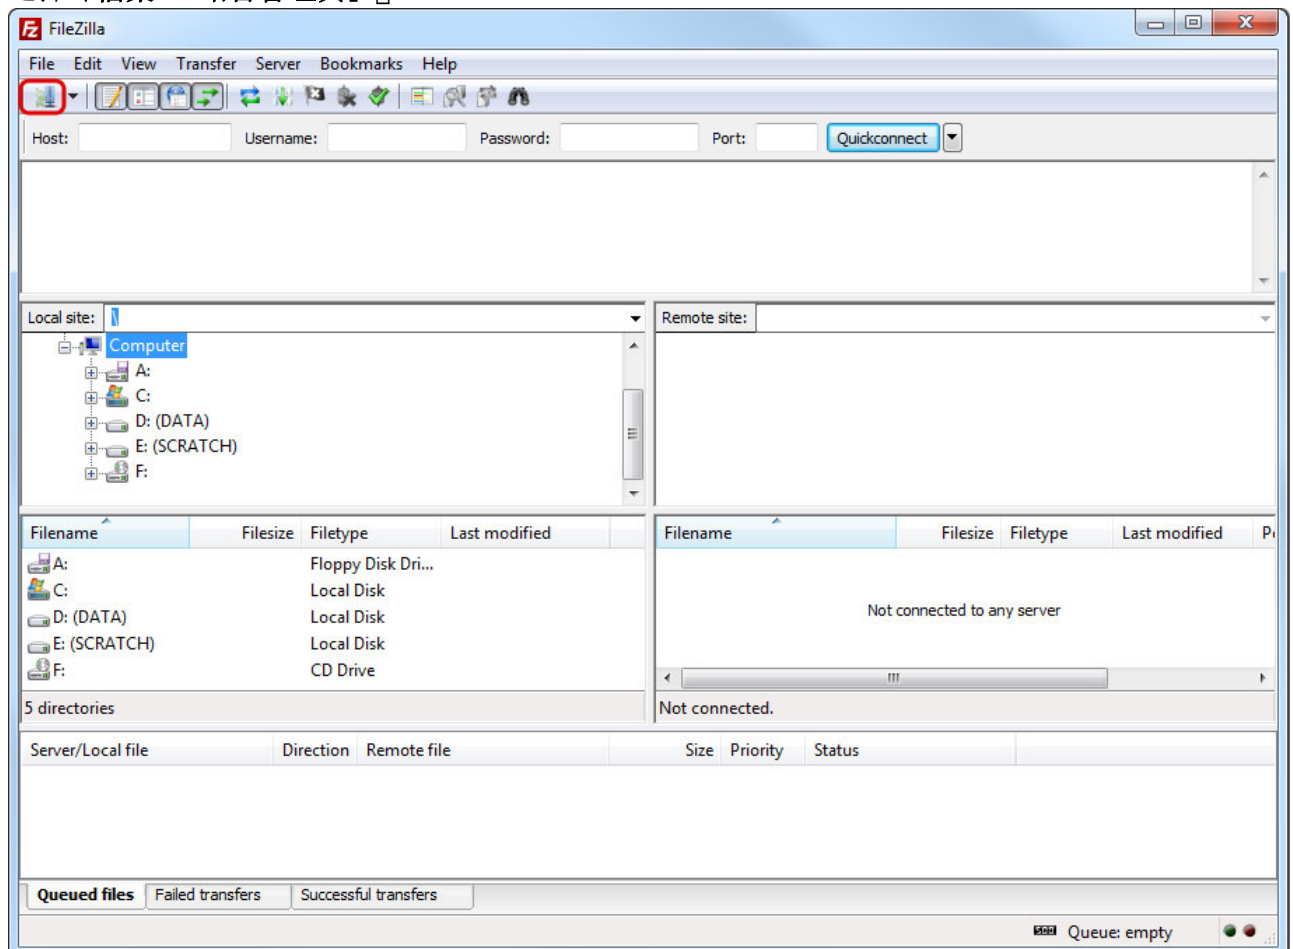 FileZilla
File Edit View Transfer Server Bookmarks Help
Host: Username: Password: Port: Quickconnect
Local site: \ Remote site:
Computer
A:
C:
D: (DATA)
E: (SCRATCH)
F:
Filename Filesize Filetype Last modified Filename Filesize Filetype Last modified
A: Floppy Disk Dri...
C: Local Disk
D: (DATA) Local Disk
E: (SCRATCH) Local Disk
F: CD Drive
Not connected to any server
5 directories Not connected.
Server/Local file Direction Remote file Size Priority Status
Queued files Failed transfers Successful transfers
Queue: empty